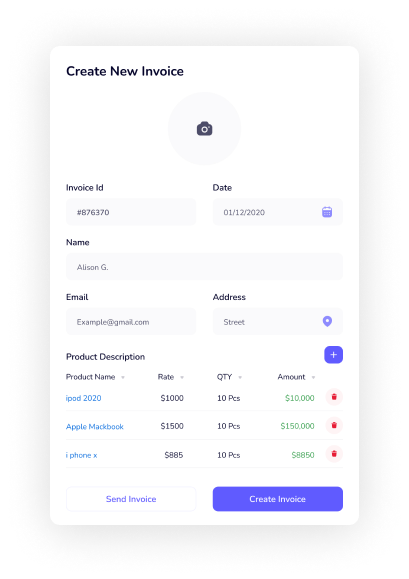 Create New Invoice
Invoice Id Date
#876370 01/12/2020
Name
Alison G.
Email Address
Example@gmail.com Street
Product Description
Product Name Rate QTY Amount
ipod 2020 $1000 10 Pcs $10,000
Apple Mackbook $1500 10 Pcs $150,000
i phone x $885 10 Pcs $8850
Send Invoice Create Invoice